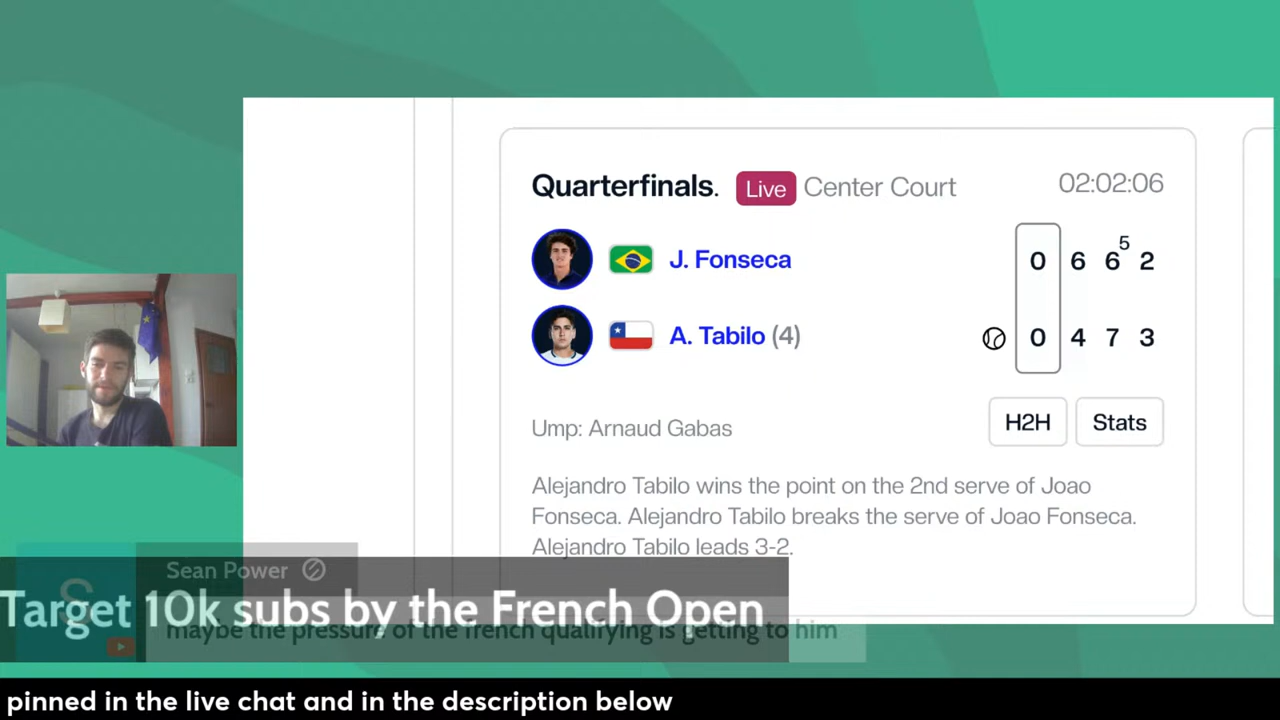 Quarterfinals. Live Center Court 02:02:06
J. Fonseca 0 6 6 5 2
A. Tabilo (4) 0 4 7 3
Ump: Arnaud Gabas H2H Stats
Alejandro Tabilo wins the point on the 2nd serve of Joao
Fonseca. Alejandro Tabilo breaks the serve of Joao Fonseca.
Alejandro Tabilo leads 3-2.
S
Sean Power
Target 10k subs by the French Open
maybe the pressure of the french qualifying is getting to him
pinned in the live chat and in the description below